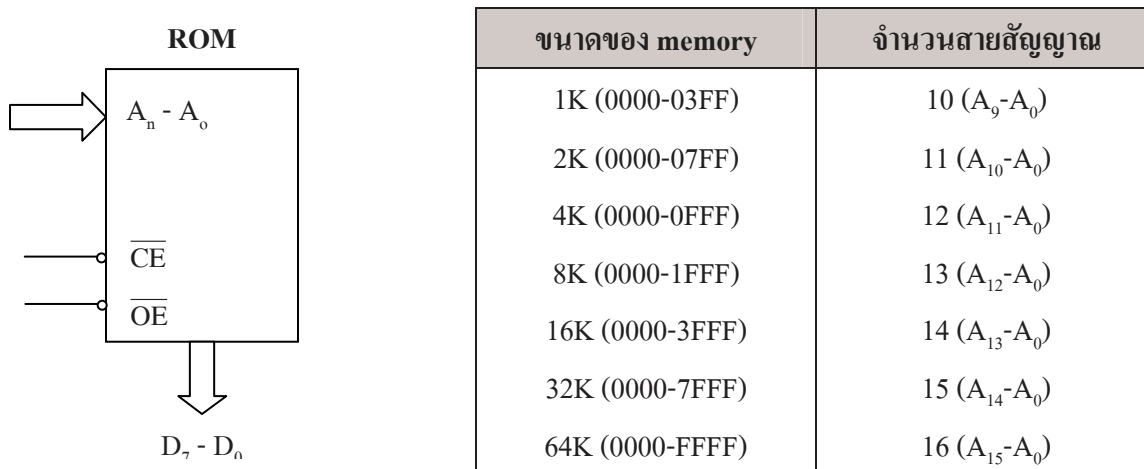 ROM
Aₙ - Aₒ
CE
OE
D₇ - D₀
ขนาดของ memory จำนวนสายสัญญาณ
1K (0000-03FF) 10 (A₉-A₀)
2K (0000-07FF) 11 (A₁₀-A₀)
4K (0000-0FFF) 12 (A₁₁-A₀)
8K (0000-1FFF) 13 (A₁₂-A₀)
16K (0000-3FFF) 14 (A₁₃-A₀)
32K (0000-7FFF) 15 (A₁₄-A₀)
64K (0000-FFFF) 16 (A₁₅-A₀)